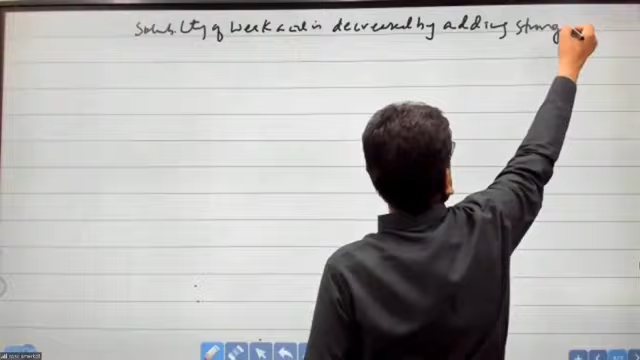 Solubility of weak acid is decreased by adding strong